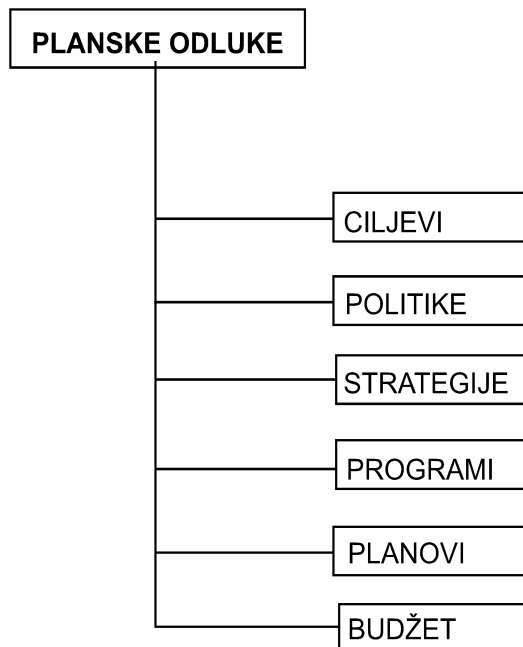 PLANSKE ODLUKE
CILJEVI
POLITIKE
STRATEGIJE
PROGRAMI
PLANOVI
BUDŽET